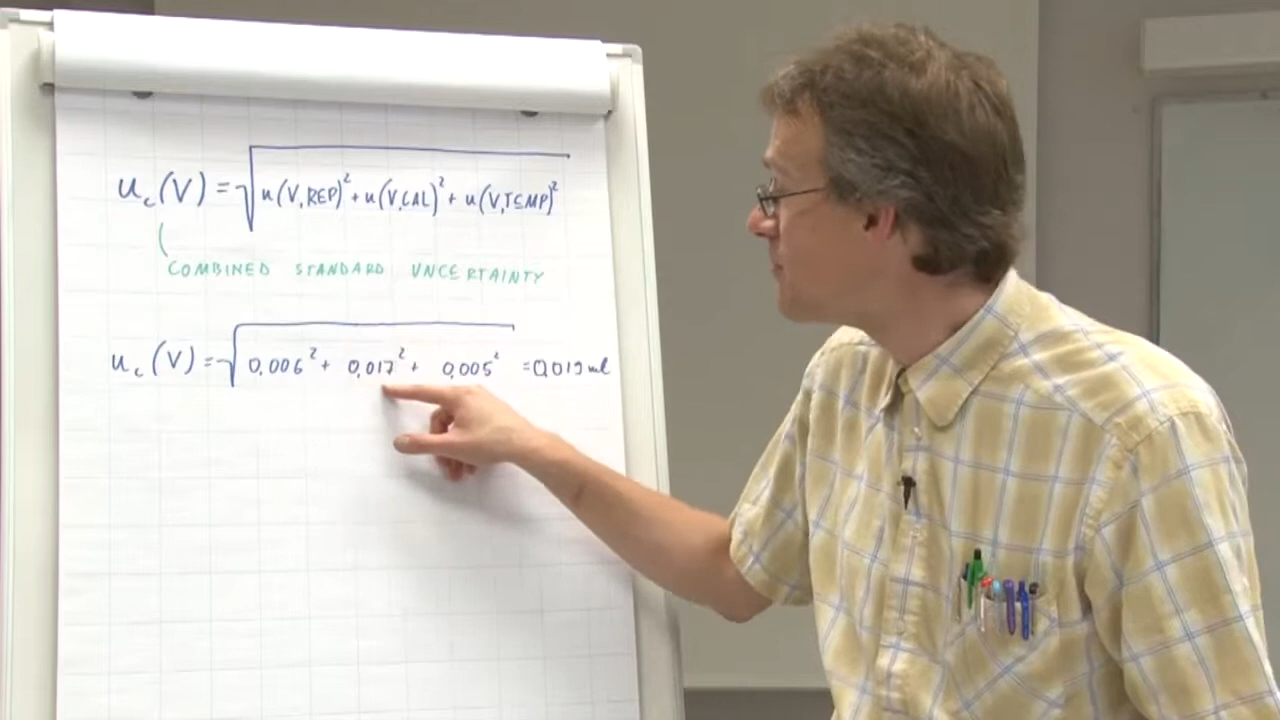 u_c(V) = √u(V,REP)² + u(V,CAL)² + u(V,TEMP)²
COMBINED STANDARD UNCERTAINTY
u_c(V) = √0,006² + 0,017² + 0,005² = 0,019 ml